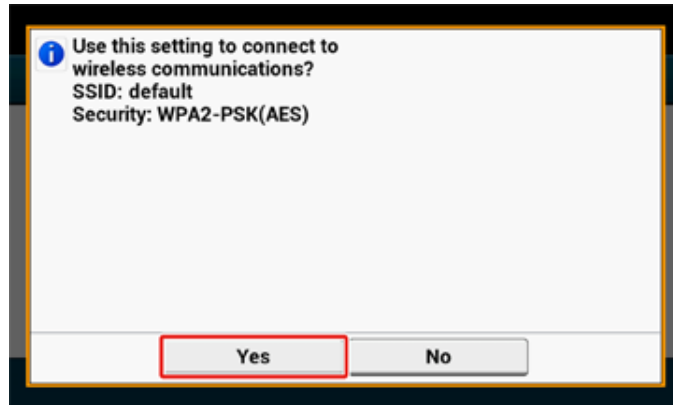 Use this setting to connect to
wireless communications?
SSID: default
Security: WPA2-PSK(AES)
Yes
No